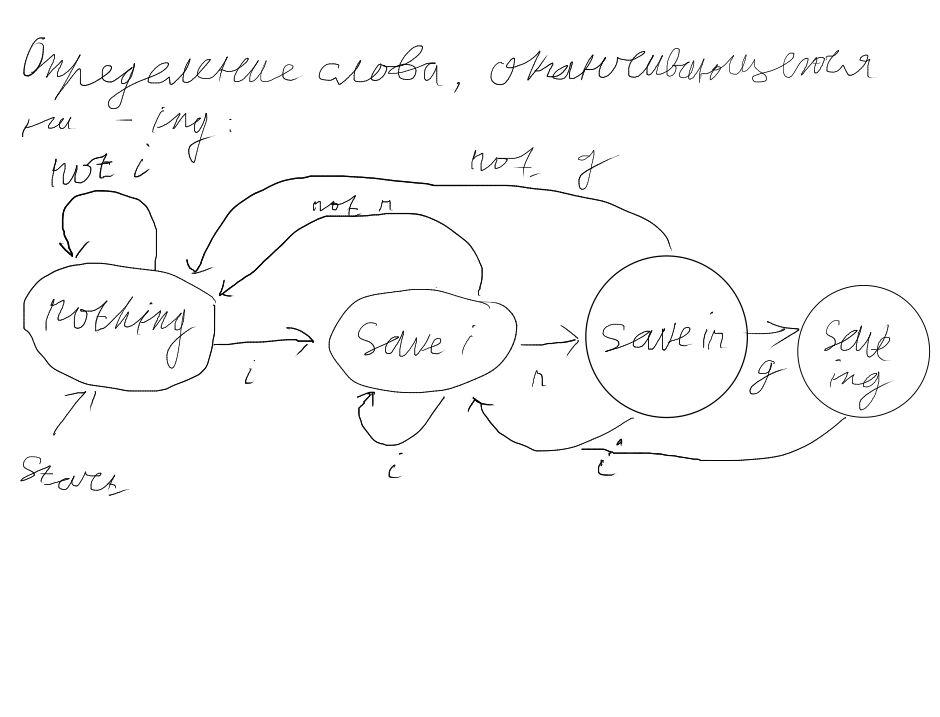 Определение слова, оканчивающегося
на - ing:
not i
not g
not n
nothing
save i
save in
save
ing
i
n
g
i
i
Start